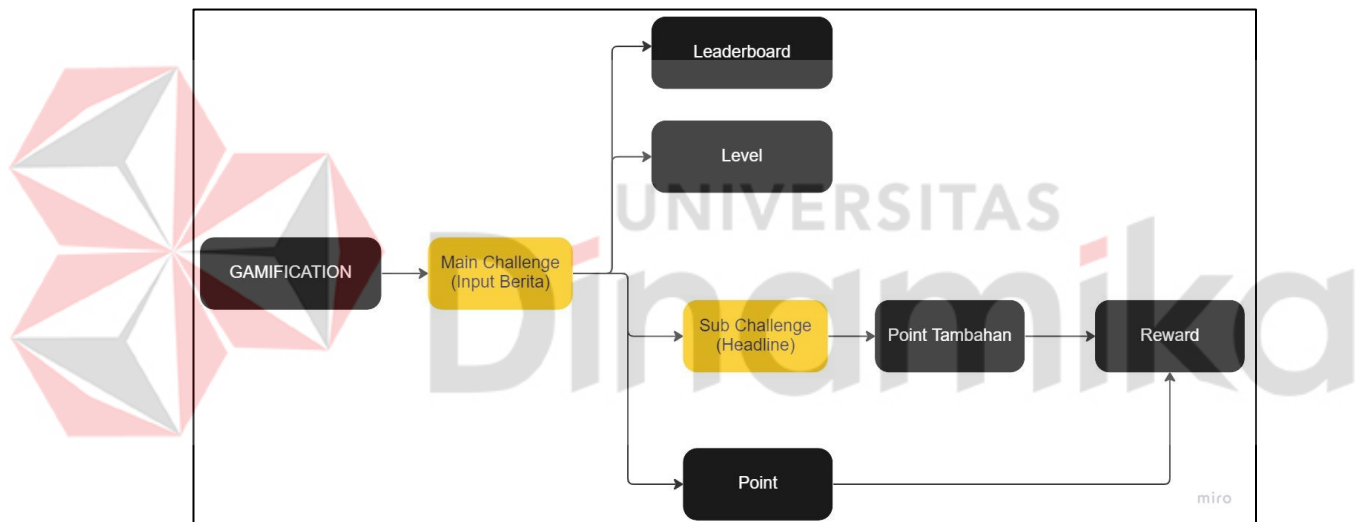 Leaderboard
Level
UNIVERSITAS
Dinamika
GAMIFICATION
Main Challenge
(Input Berita)
Sub Challenge
(Headline)
Point Tambahan
Reward
Point
miro